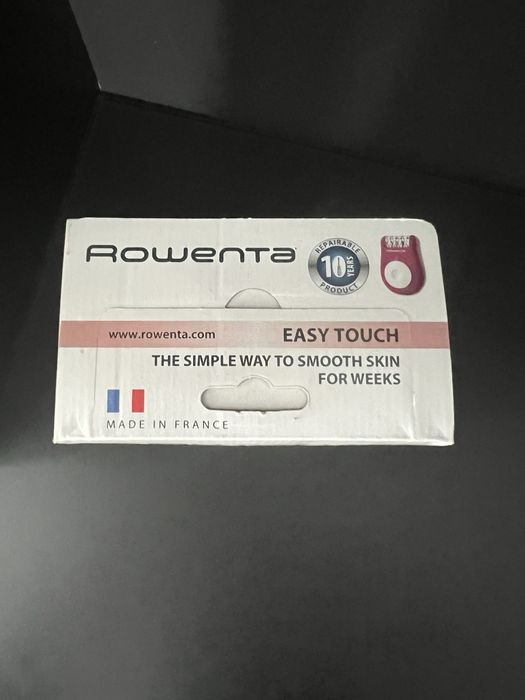 Rowenta
REPAIRABLE
10 YEARS
PRODUCT
www.rowenta.com
EASY TOUCH
THE SIMPLE WAY TO SMOOTH SKIN
FOR WEEKS
MADE IN FRANCE